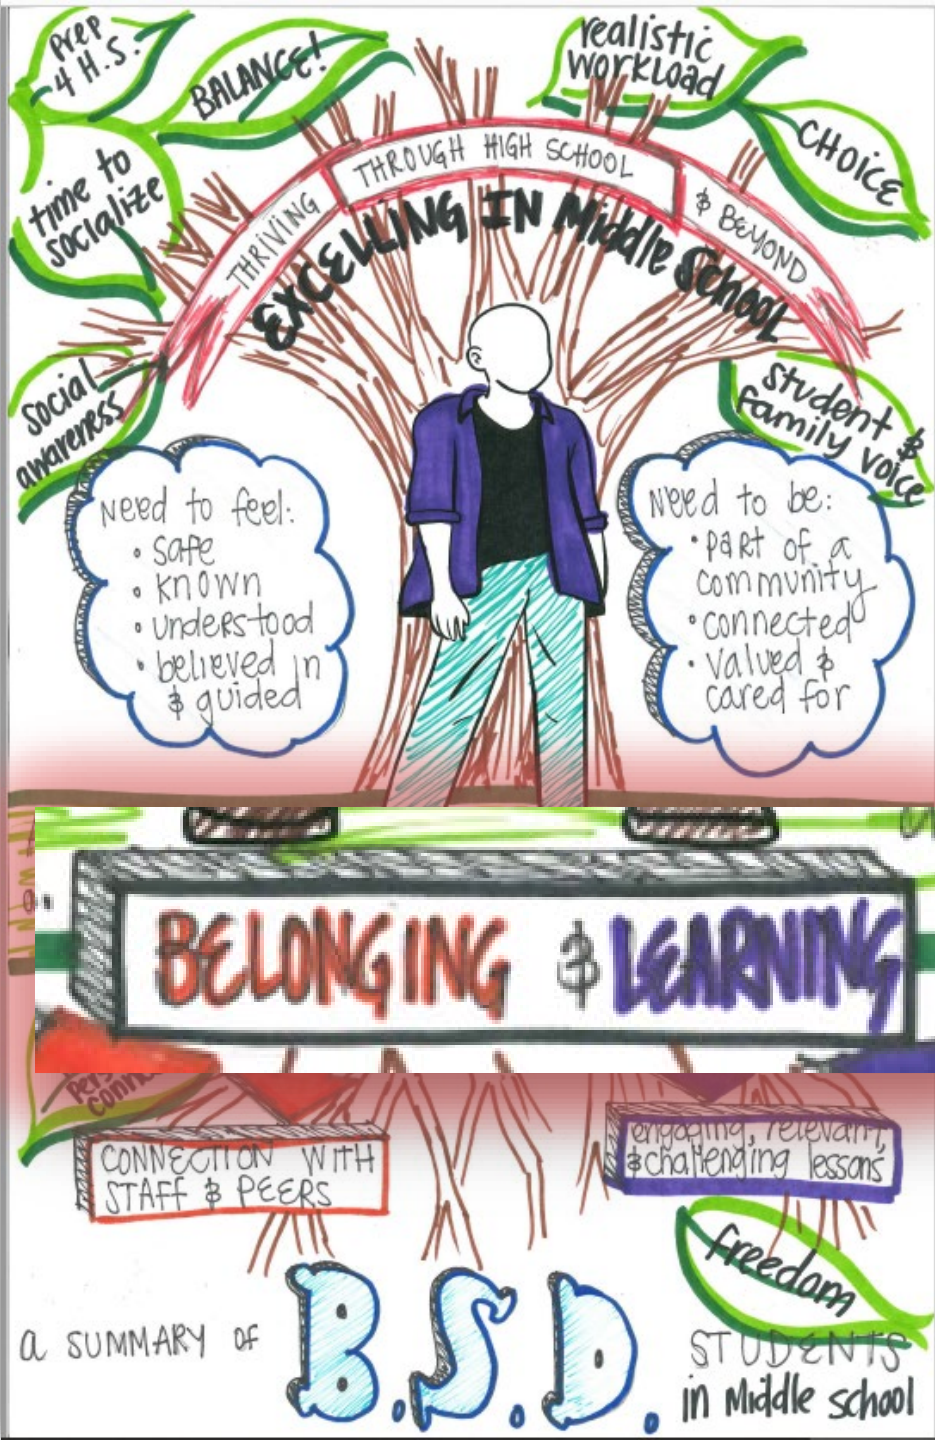 Prep
4 H.S.
BALANCE!
realistic
WORKLOAD
CHOICE
time to
socialize
THRIVING THROUGH HIGH SCHOOL & BEYOND
EXCELLING IN Middle School
Social
awareness
Student &
Family voice
Need to feel:
• safe
• known
• understood
• believed in
& guided
Need to be:
• part of a
community
• connected
• valued &
cared for
BELONGING & LEARNING
CONNECTION WITH
STAFF & PEERS
engaging, relevant,
& challenging lessons
freedom
a SUMMARY of B.S.D. STUDENTS
in Middle school